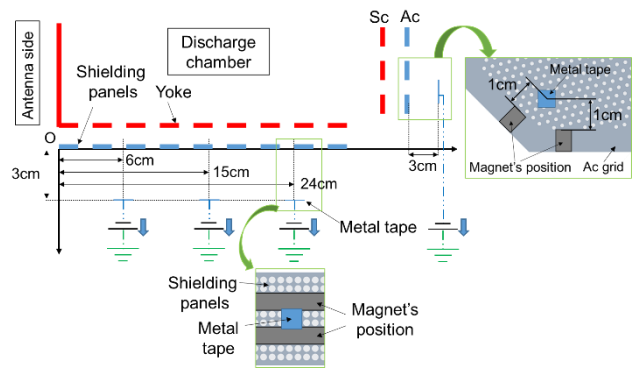 Sc Ac
Antenna side
Discharge
chamber
Shielding
panels
Yoke
O
6cm
15cm
24cm
3cm
3cm
Metal tape
Metal tape
1cm
1cm
Magnet's position
Ac grid
Shielding
panels
Metal
tape
Magnet's
position